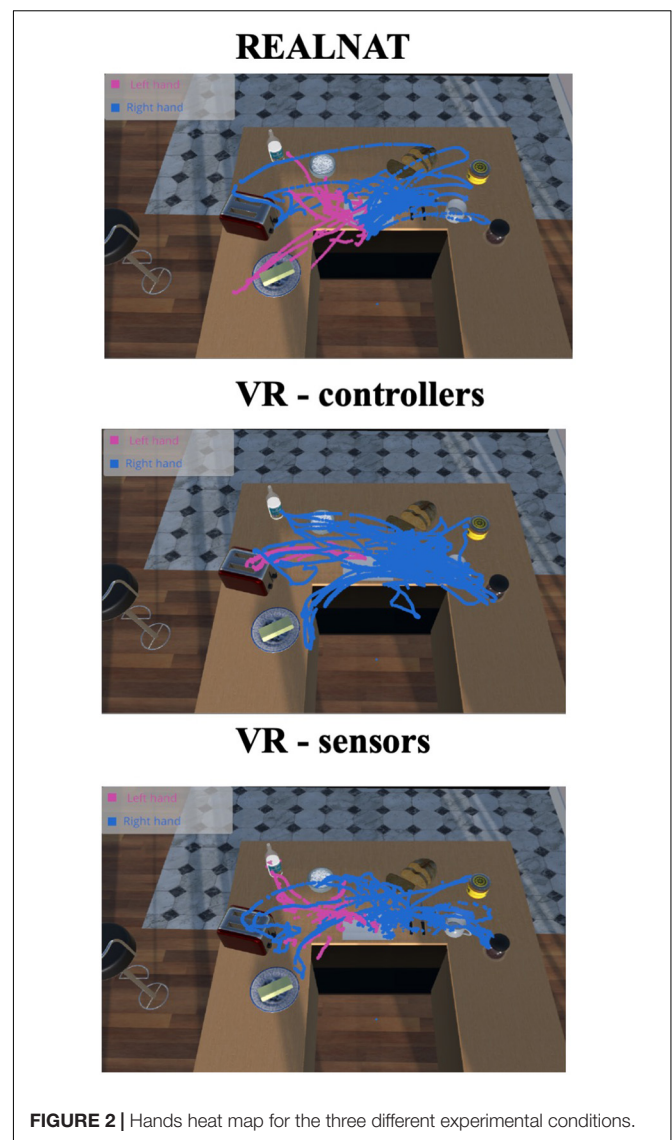 REALNAT
Left hand
Right hand
VR - controllers
Left hand
Right hand
VR - sensors
Left hand
Right hand
FIGURE 2 | Hands heat map for the three different experimental conditions.